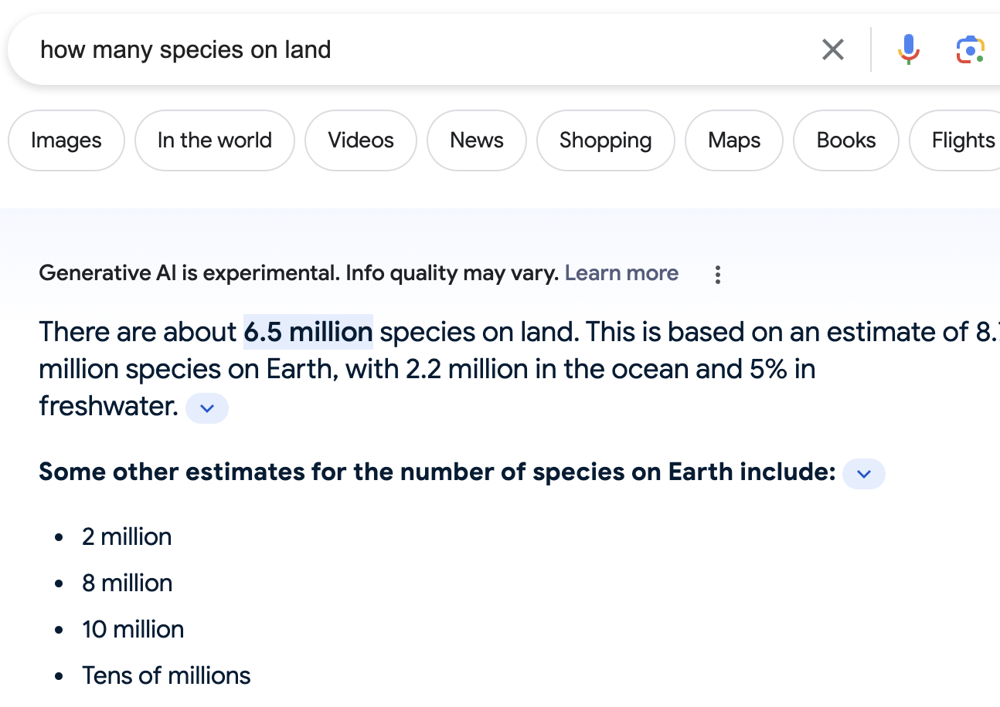 how many species on land
Images In the world Videos News Shopping Maps Books Flights
Generative AI is experimental. Info quality may vary. Learn more
There are about 6.5 million species on land. This is based on an estimate of 8.7
million species on Earth, with 2.2 million in the ocean and 5% in
freshwater.
Some other estimates for the number of species on Earth include:
• 2 million
• 8 million
• 10 million
• Tens of millions